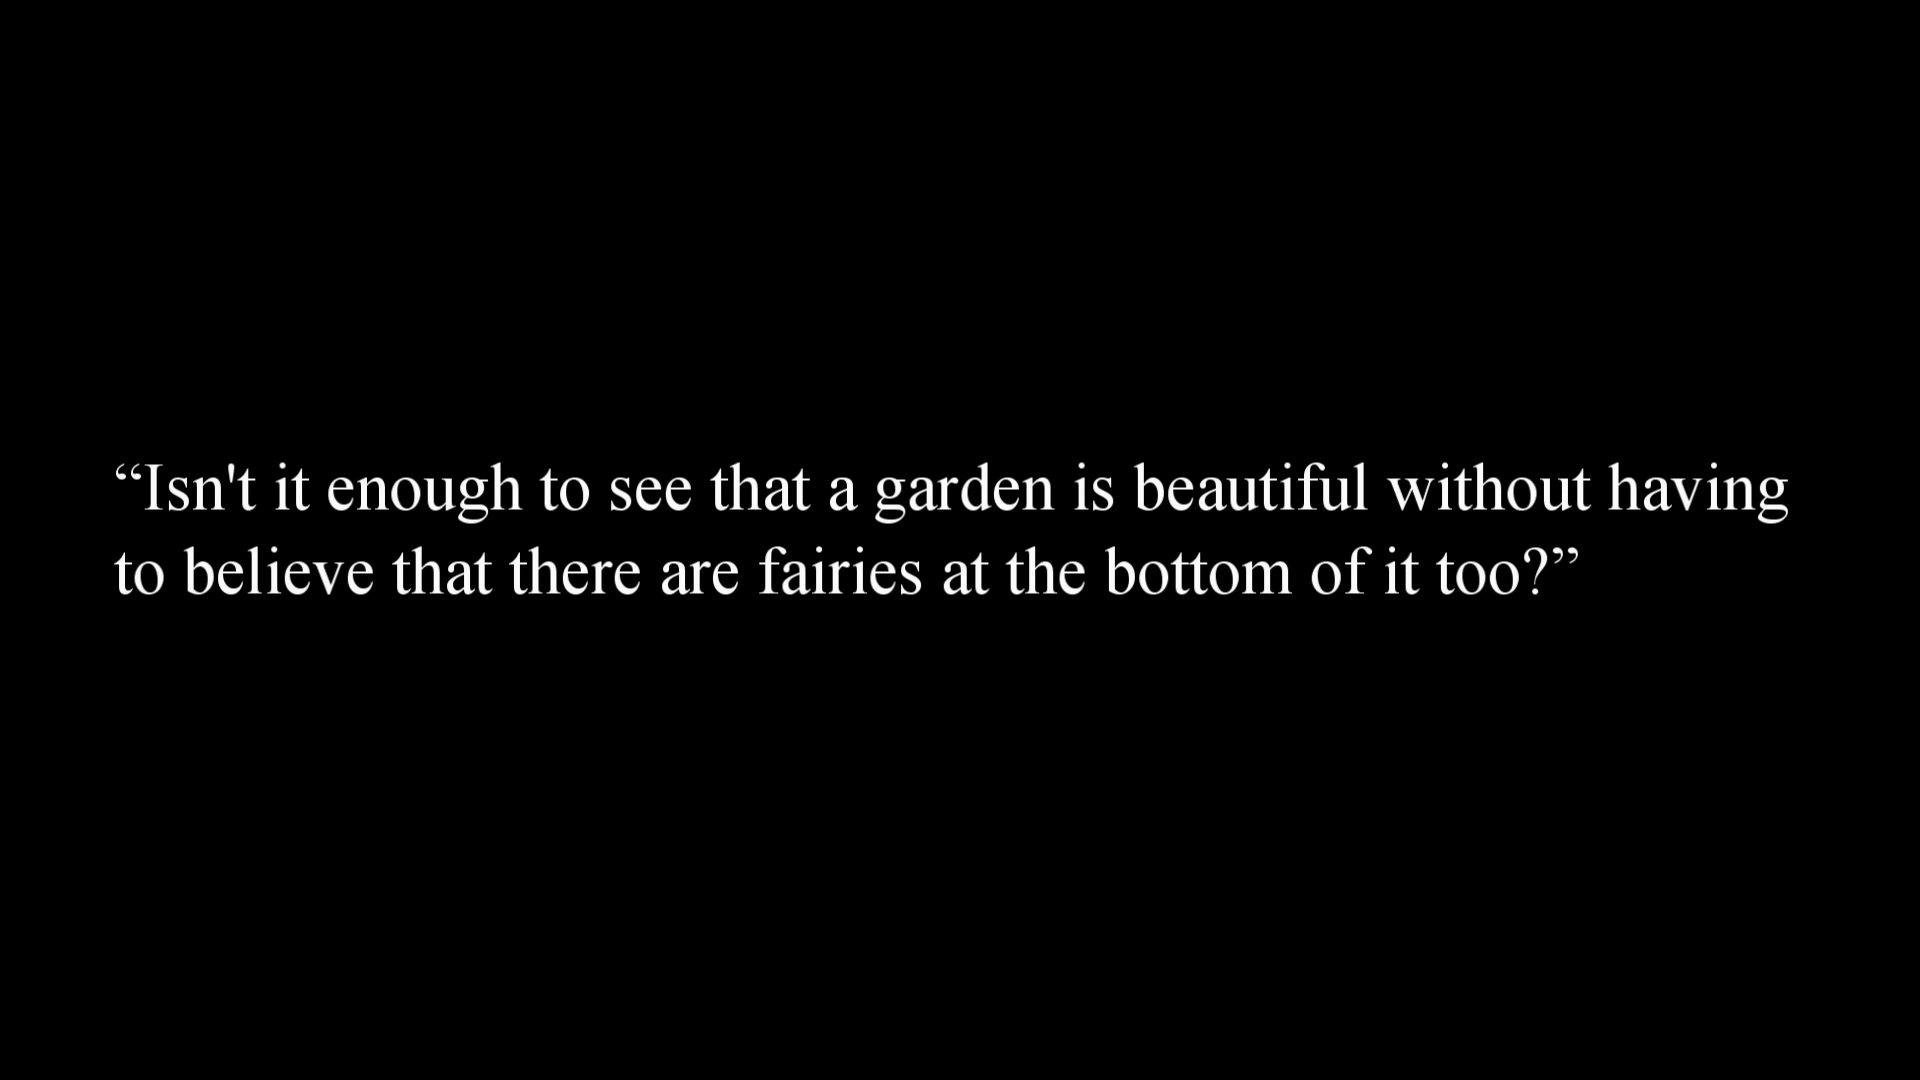 “Isn't it enough to see that a garden is beautiful without having
to believe that there are fairies at the bottom of it too?”